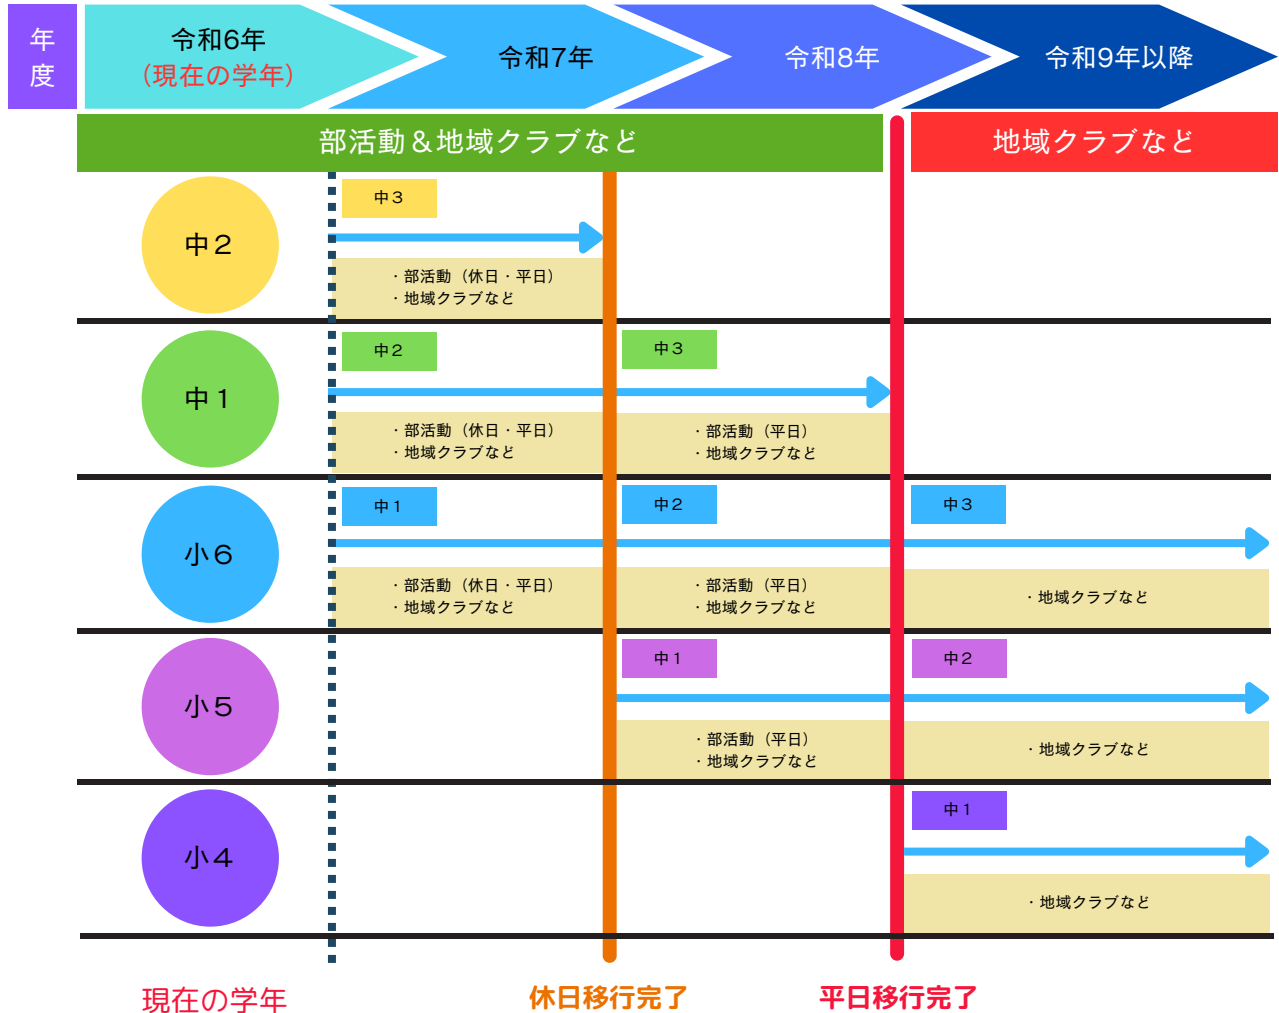 年
度
令和6年
（現在の学年）
令和7年
令和8年
令和9年以降
部活動＆地域クラブなど
地域クラブなど
中２
中３
・部活動（休日・平日）
・地域クラブなど
中１
中２
・部活動（休日・平日）
・地域クラブなど
中３
・部活動（平日）
・地域クラブなど
小６
中１
・部活動（休日・平日）
・地域クラブなど
中２
・部活動（平日）
・地域クラブなど
中３
・地域クラブなど
小５
中１
・部活動（平日）
・地域クラブなど
中２
・地域クラブなど
小４
中１
・地域クラブなど
現在の学年
休日移行完了
平日移行完了